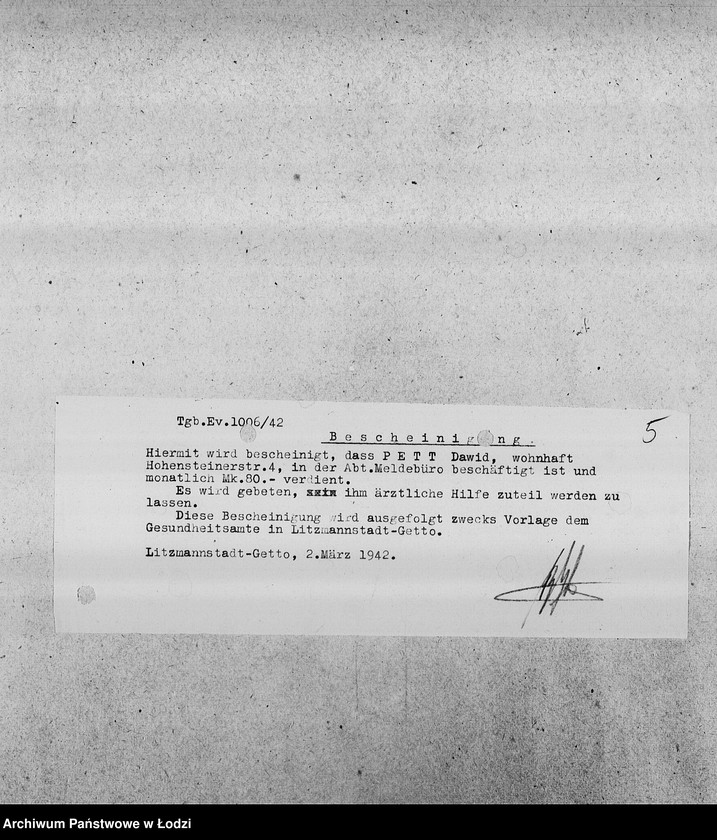 Tgb.Ev.1006/42
5
B e s c h e i n i g u n g .
Hiermit wird bescheinigt, dass P E T T Dawid, wohnhaft
Hohensteinerstr.4, in der Abt.Meldebüro beschäftigt ist und
monatlich Mk.80.- verdient.
Es wird gebeten, ihm ärztliche Hilfe zuteil werden zu
lassen.
Diese Bescheinigung wird ausgefolgt zwecks Vorlage dem
Gesundheitsamte in Litzmannstadt-Getto.
Litzmannstadt-Getto, 2.März 1942.
Archiwum Państwowe w Łodzi